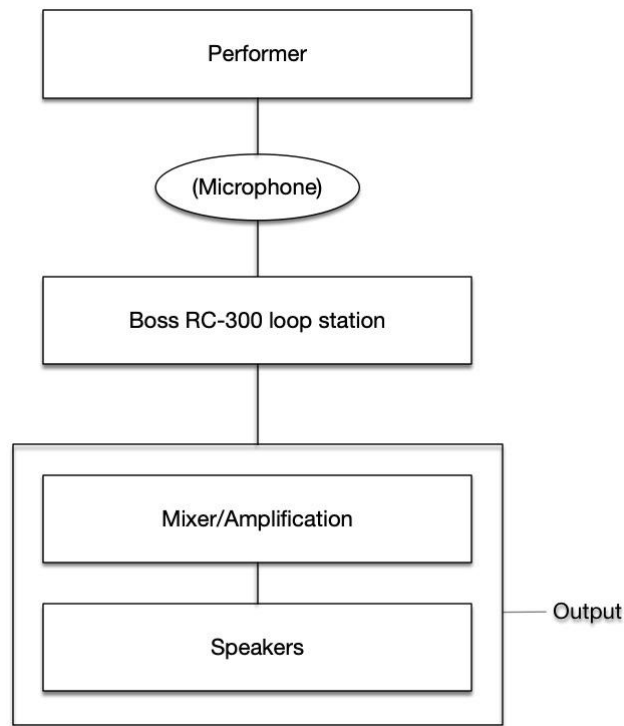 Performer
(Microphone)
Boss RC-300 loop station
Mixer/Amplification
Output
Speakers